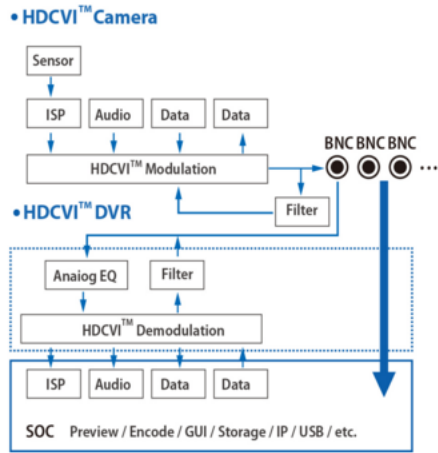 • HDCVI™ Camera
Sensor
ISP Audio Data Data
BNC BNC BNC
HDCVI™ Modulation
...
Filter
• HDCVI™ DVR
Anaiog EQ Filter
HDCVI™ Demodulation
ISP Audio Data Data
SOC Preview / Encode / GUI / Storage / IP / USB / etc.